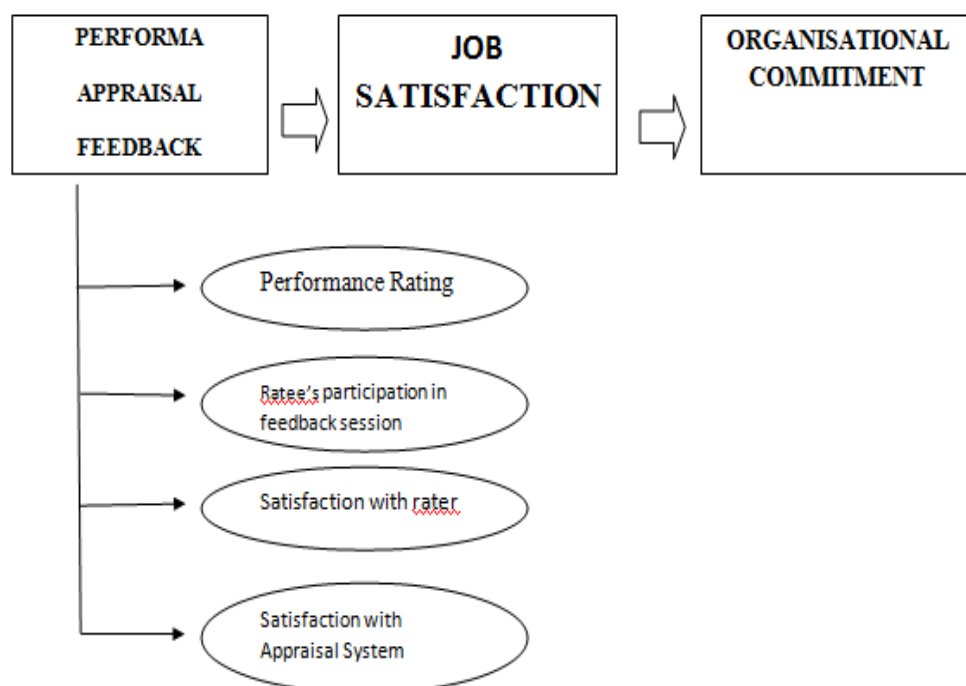 PERFORMA
APPRAISAL
FEEDBACK
JOB
SATISFACTION
ORGANISATIONAL
COMMITMENT
Performance Rating
Ratee's participation in
feedback session
Satisfaction with rater
Satisfaction with
Appraisal System